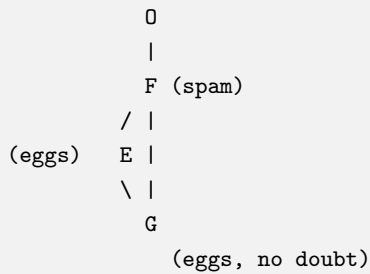 O
|
F (spam)
/ |
(eggs) E |
\ |
G
(eggs, no doubt)